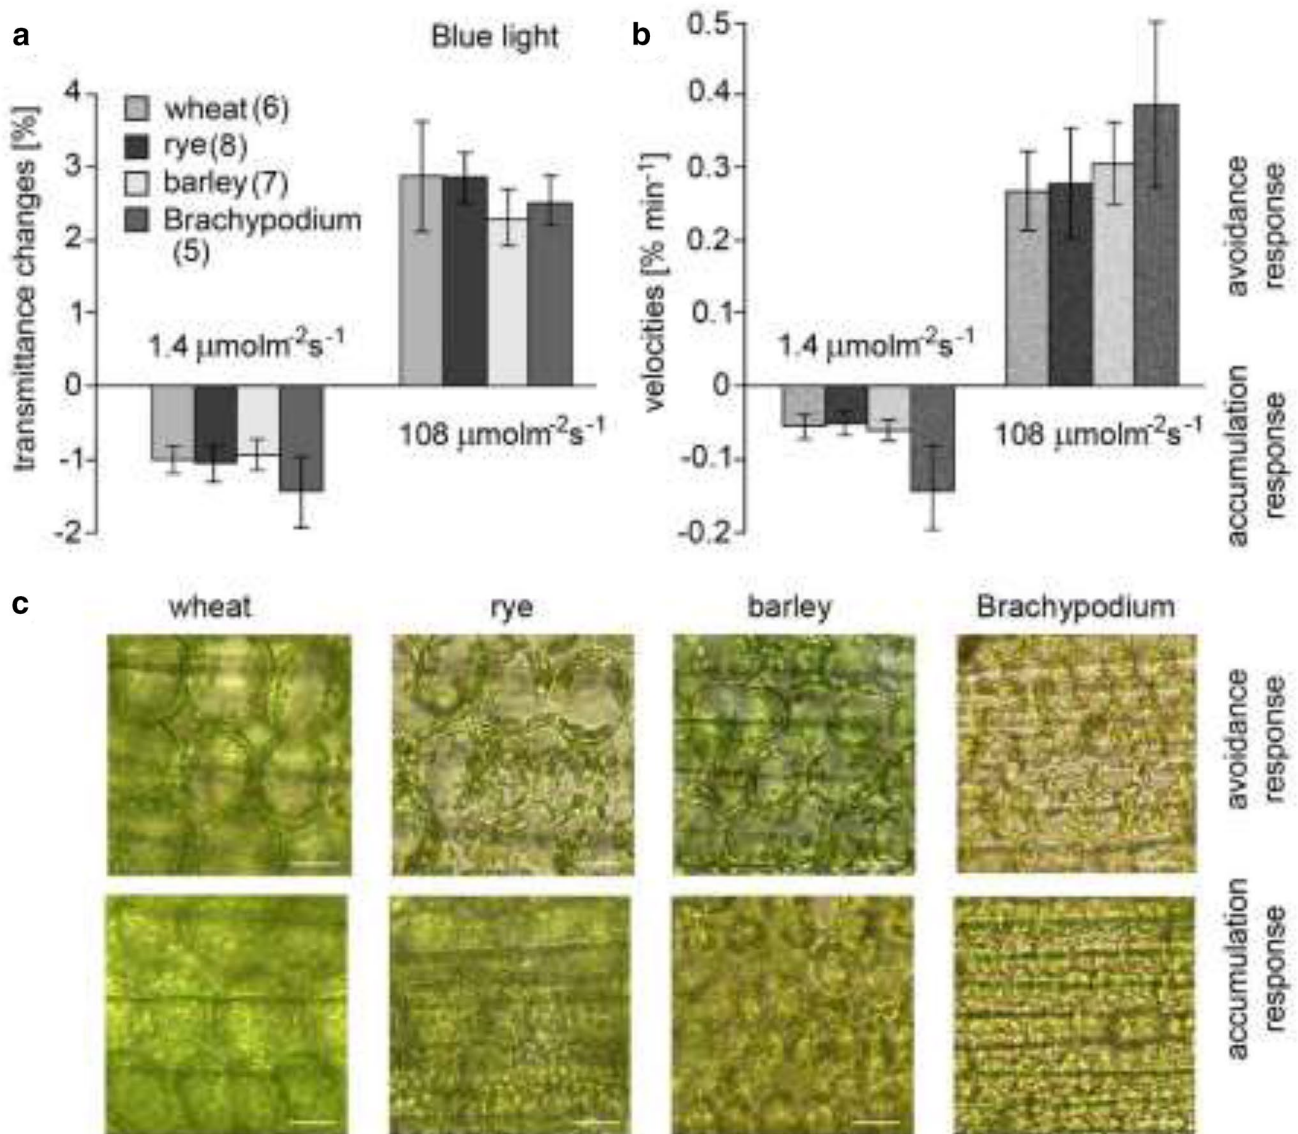 a
Blue light
transmittance changes [%]
4
3
2
1
0
-1
-2
wheat (6)
rye (8)
barley (7)
Brachypodium
(5)
1.4 µmolm⁻²s⁻¹
108 µmolm⁻²s⁻¹
b
velocities [% min⁻¹]
0.5
0.4
0.3
0.2
0.1
0
-0.1
-0.2
1.4 µmolm⁻²s⁻¹
108 µmolm⁻²s⁻¹
avoidance
response
accumulation
response
c
wheat
rye
barley
Brachypodium
avoidance
response
accumulation
response